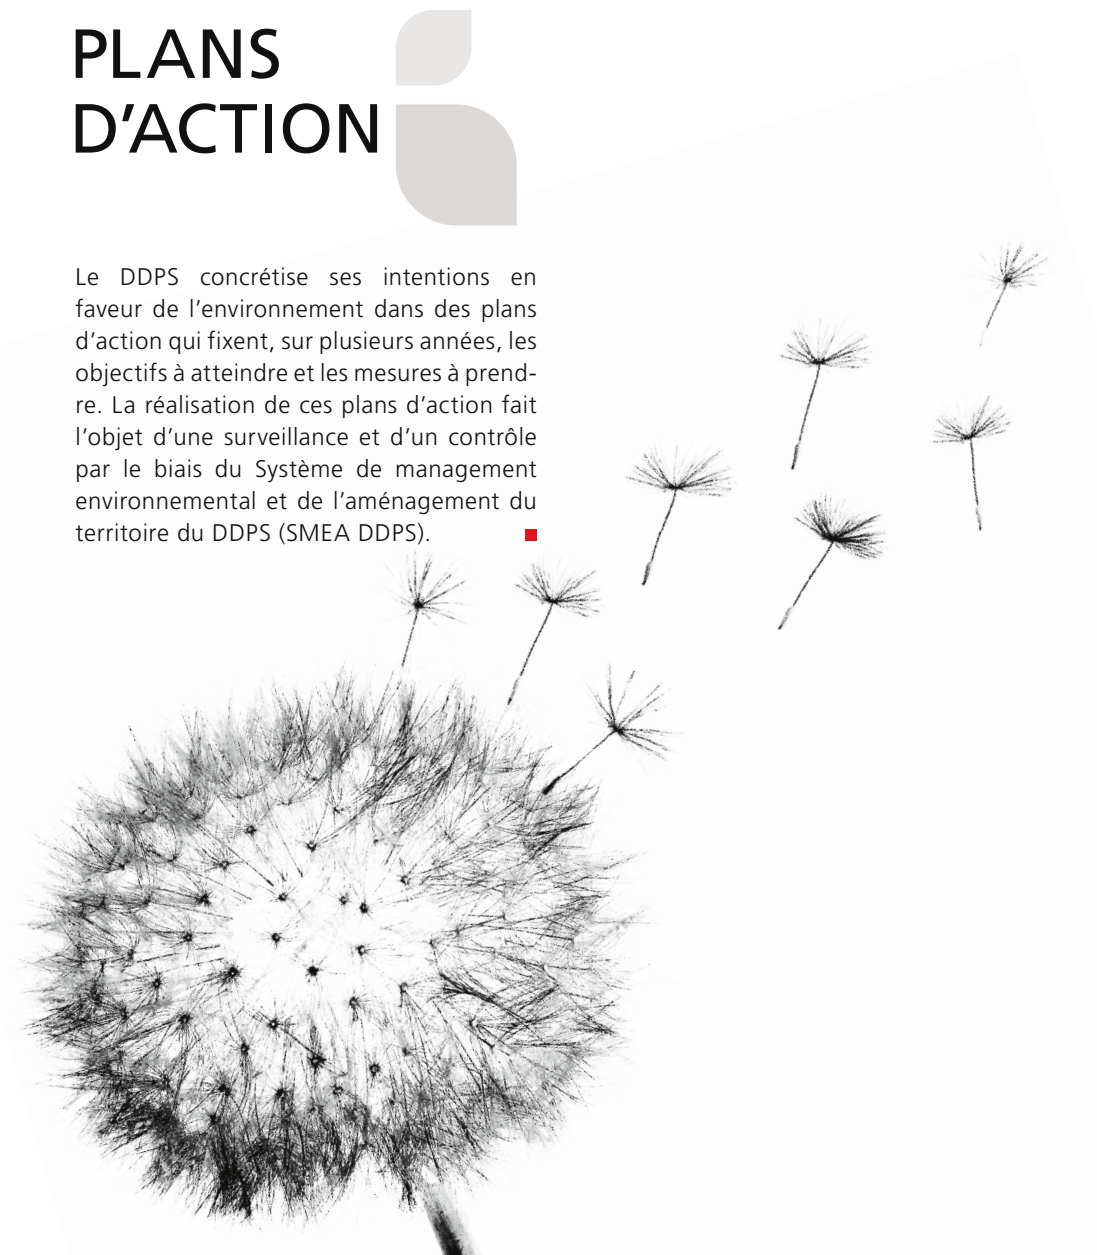 PLANS
D’ACTION
Le DDPS concrétise ses intentions en
faveur de l’environnement dans des plans
d’action qui fixent, sur plusieurs années, les
objectifs à atteindre et les mesures à prend-
re. La réalisation de ces plans d’action fait
l’objet d’une surveillance et d’un contrôle
par le biais du Système de management
environnemental et de l’aménagement du
territoire du DDPS (SMEA DDPS).